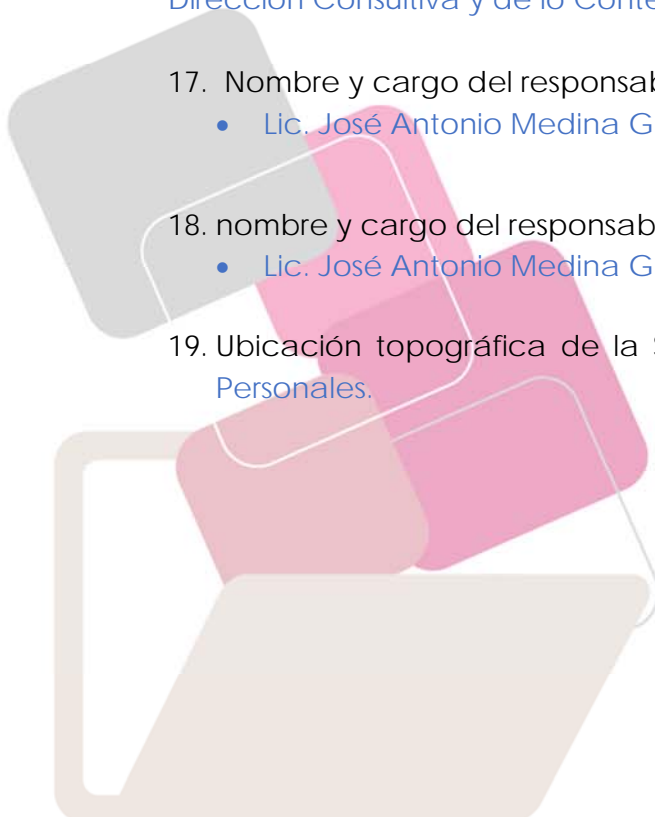 Dirección Consultiva y de lo Conte
17. Nombre y cargo del responsab
• Lic. José Antonio Medina G
18. nombre y cargo del responsab
• Lic. José Antonio Medina G
19. Ubicación topográfica de la S
Personales.